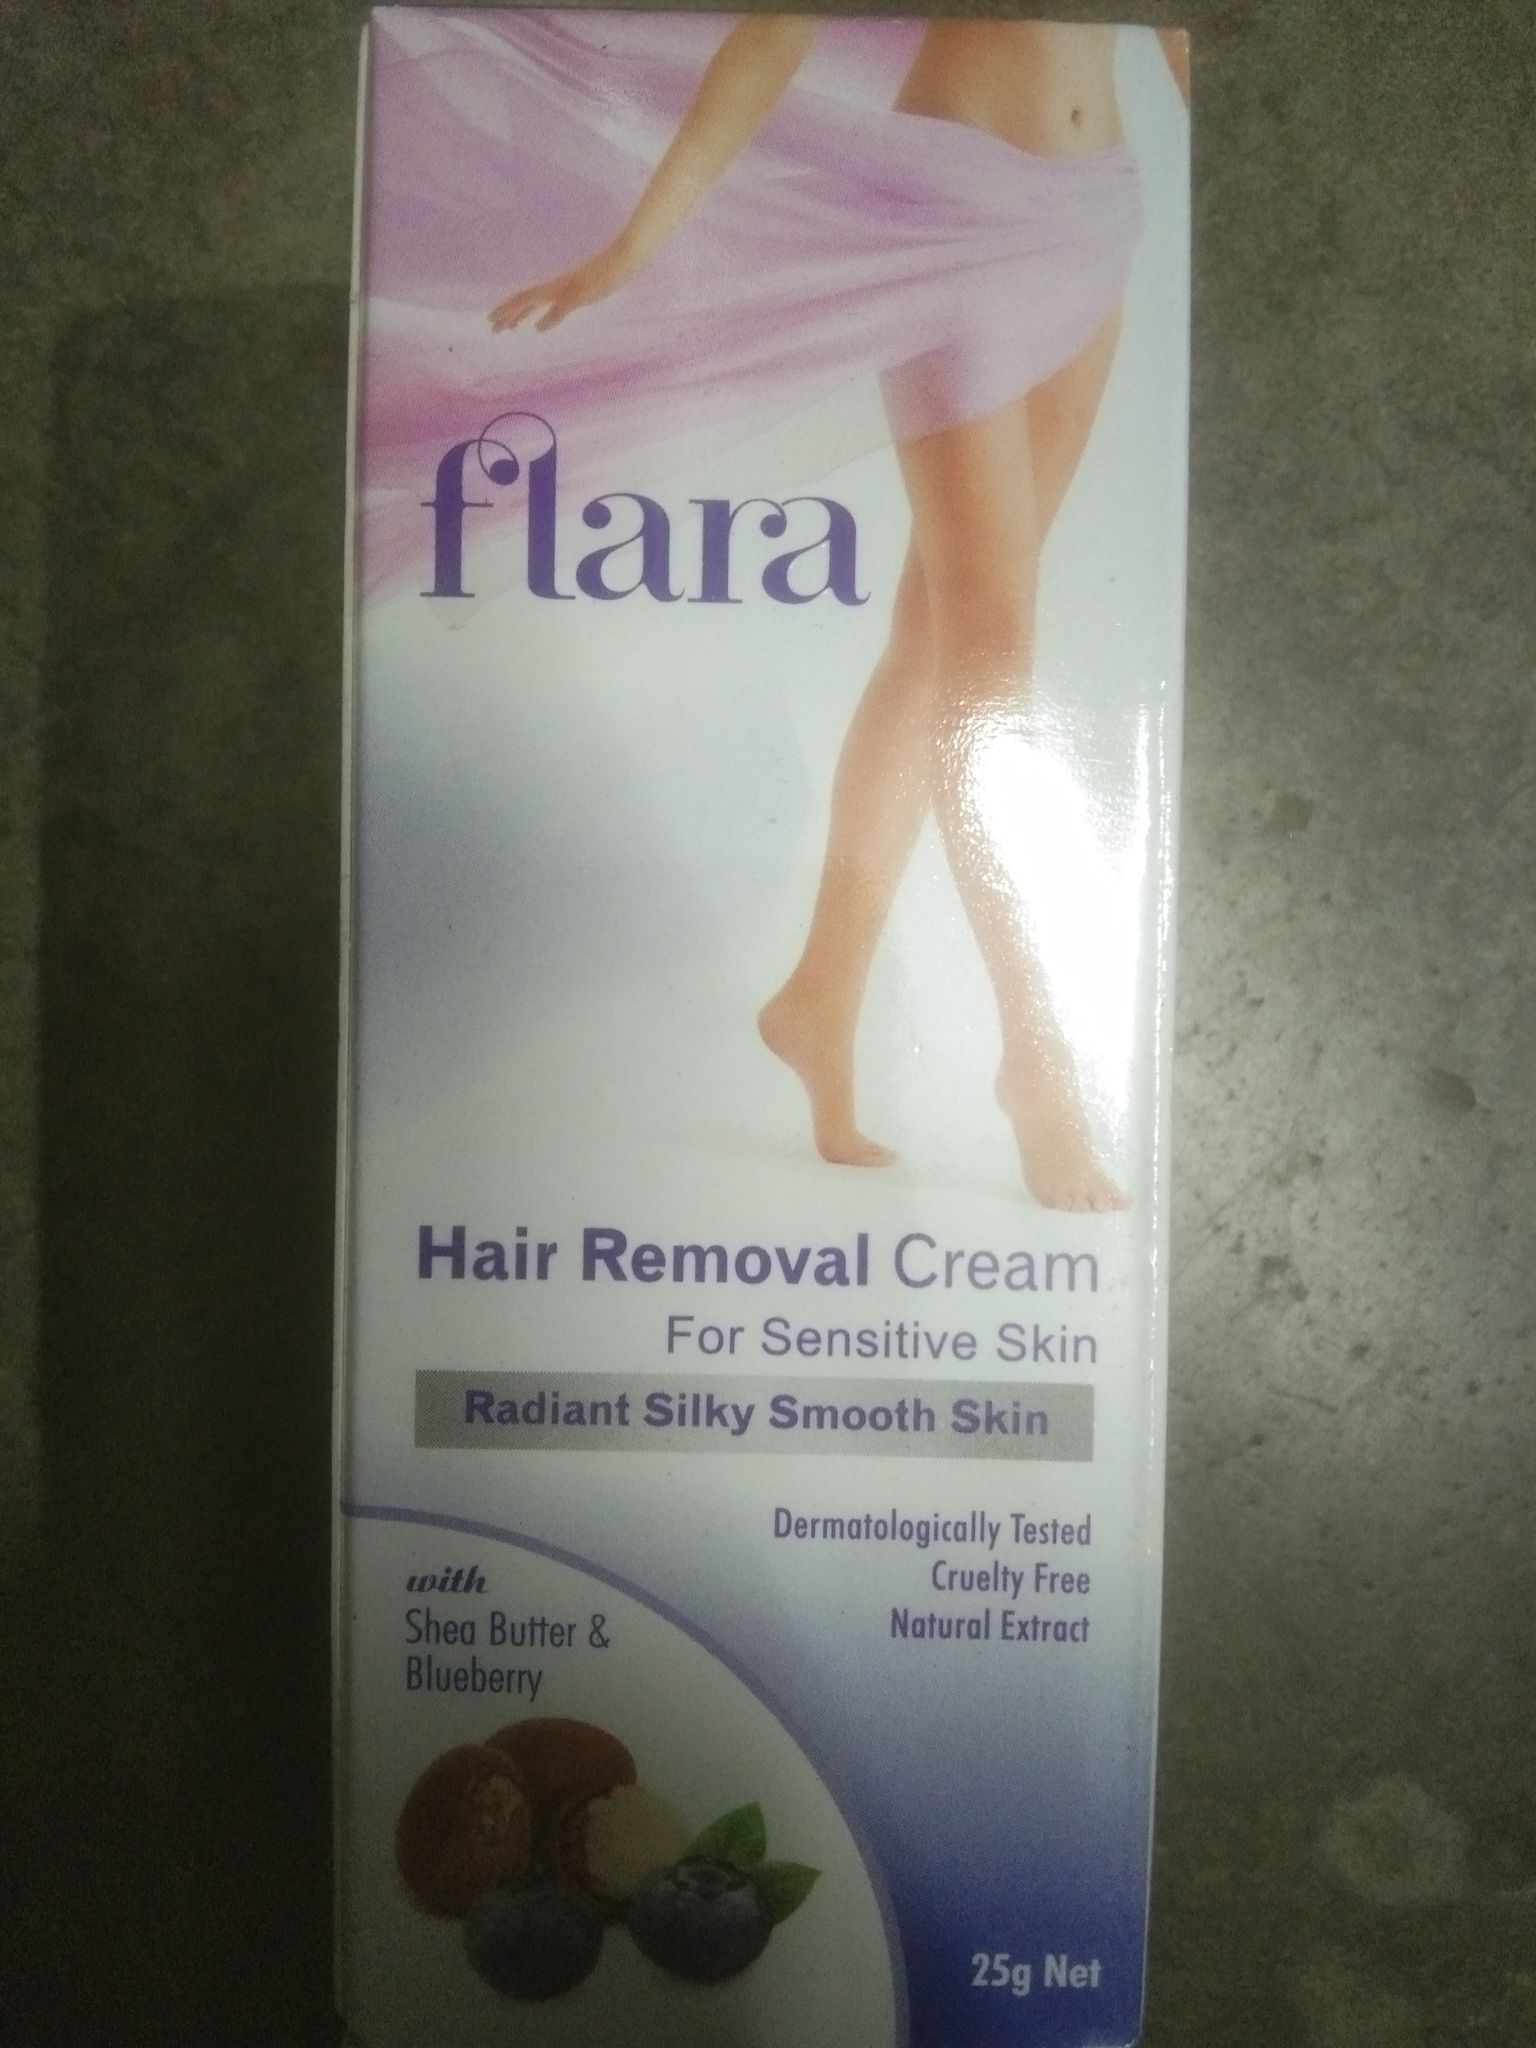 flara
Hair Removal Cream
For Sensitive Skin
Radiant Silky Smooth Skin
Dermatologically Tested
Cruelty Free
Natural Extract
with
Shea Butter &
Blueberry
25g Net